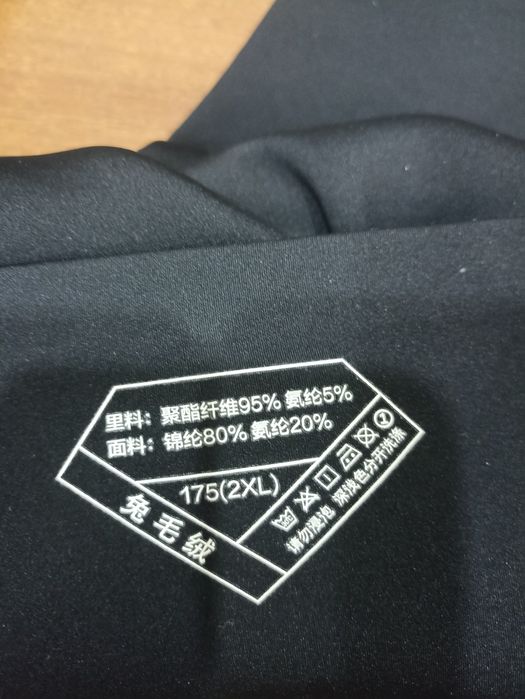 里料：聚酯纤维95% 氨纶5%
面料：锦纶80% 氨纶20%
175(2XL)
兔毛绒
请勿浸泡 深浅色分开洗涤